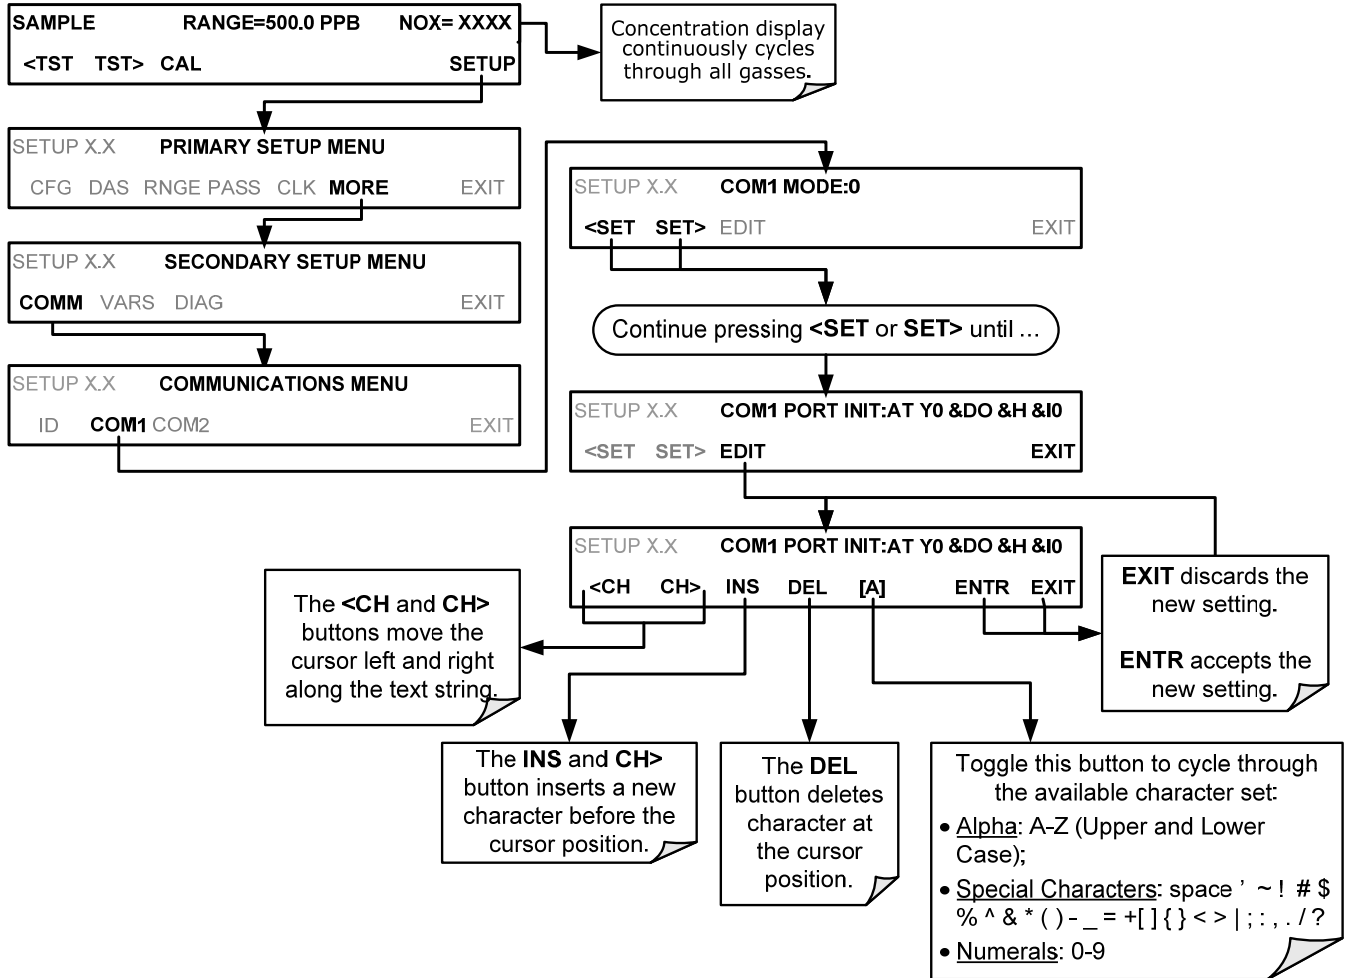 SAMPLE RANGE=500.0 PPB NOX= XXXX
<TST TST> CAL SETUP
Concentration display
continuously cycles
through all gasses.
SETUP X.X PRIMARY SETUP MENU
CFG DAS RNGE PASS CLK MORE EXIT
SETUP X.X SECONDARY SETUP MENU
COMM VARS DIAG EXIT
SETUP X.X COMMUNICATIONS MENU
ID COM1 COM2 EXIT
SETUP X.X COM1 MODE:0
<SET SET> EDIT EXIT
Continue pressing <SET or SET> until ...
SETUP X.X COM1 PORT INIT:AT Y0 &DO &H &I0
<SET SET> EDIT EXIT
SETUP X.X COM1 PORT INIT:AT Y0 &DO &H &I0
<CH CH> INS DEL [A] ENTR EXIT
EXIT discards the
new setting.
ENTR accepts the
new setting.
The <CH and CH>
buttons move the
cursor left and right
along the text string.
The INS and CH>
button inserts a new
character before the
cursor position.
The DEL
button deletes
character at
the cursor
position.
Toggle this button to cycle through
the available character set:
• Alpha: A-Z (Upper and Lower
Case);
• Special Characters: space ' ~ ! # $
% ^ & * ( ) - _ = +[ ] { } < > | ; : , . / ?
• Numerals: 0-9